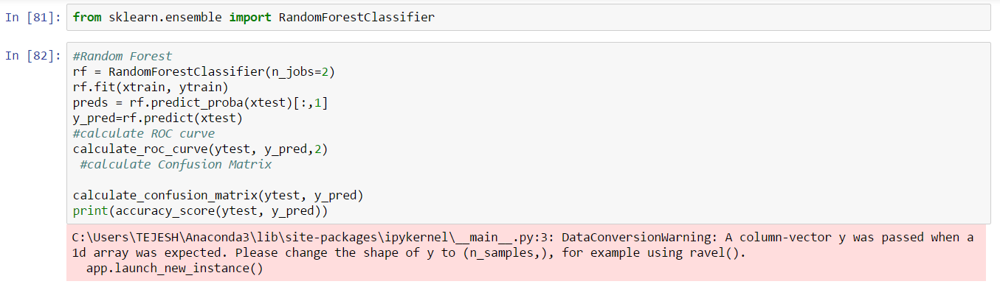 In [81]: from sklearn.ensemble import RandomForestClassifier
In [82]: #Random Forest
rf = RandomForestClassifier(n_jobs=2)
rf.fit(xtrain, ytrain)
preds = rf.predict_proba(xtest)[:,1]
y_pred=rf.predict(xtest)
#calculate ROC curve
calculate_roc_curve(ytest, y_pred,2)
 #calculate Confusion Matrix
calculate_confusion_matrix(ytest, y_pred)
print(accuracy_score(ytest, y_pred))
C:\Users\TEJESH\Anaconda3\lib\site-packages\ipykernel\__main__.py:3: DataConversionWarning: A column-vector y was passed when a
1d array was expected. Please change the shape of y to (n_samples,), for example using ravel().
  app.launch_new_instance()